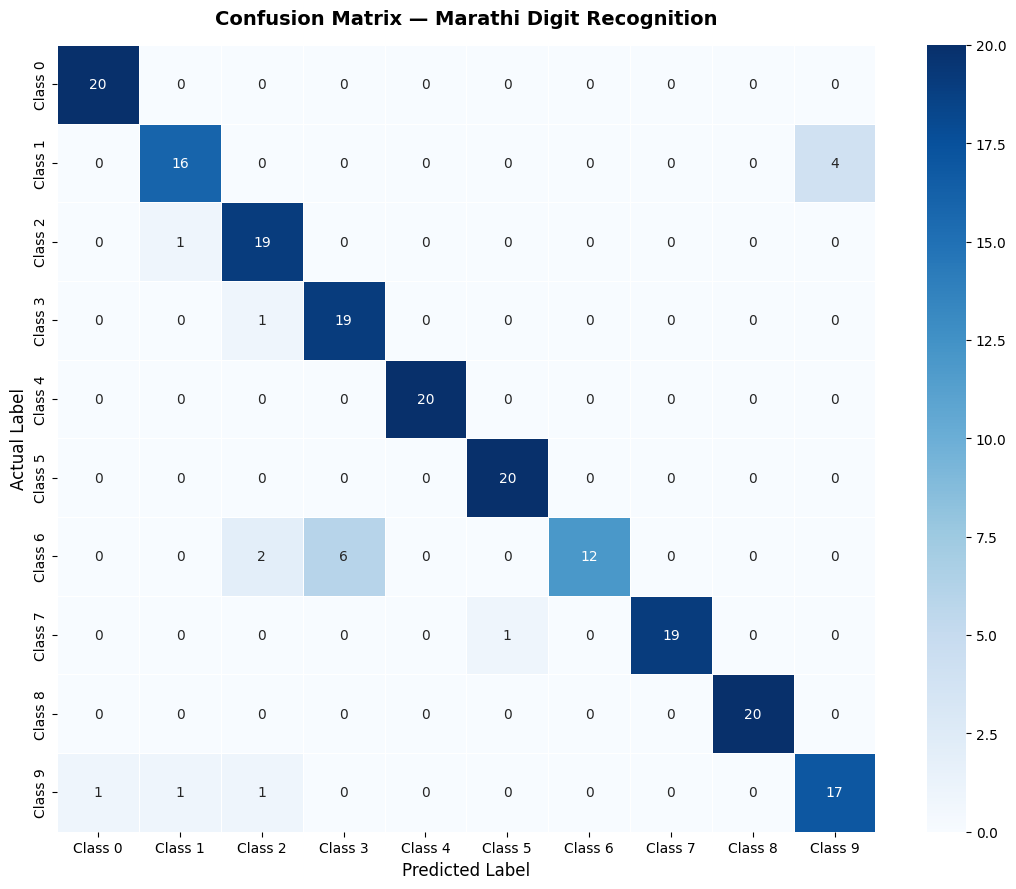 Confusion Matrix — Marathi Digit Recognition
Class 0 20 0 0 0 0 0 0 0 0 0
Class 1 0 16 0 0 0 0 0 0 0 4
Class 2 0 1 19 0 0 0 0 0 0 0
Class 3 0 0 1 19 0 0 0 0 0 0
Class 4 0 0 0 0 20 0 0 0 0 0
Class 5 0 0 0 0 0 20 0 0 0 0
Class 6 0 0 2 6 0 0 12 0 0 0
Class 7 0 0 0 0 0 1 0 19 0 0
Class 8 0 0 0 0 0 0 0 0 20 0
Class 9 1 1 1 0 0 0 0 0 0 17
Class 0 Class 1 Class 2 Class 3 Class 4 Class 5 Class 6 Class 7 Class 8 Class 9
Predicted Label
Actual Label
20.0
17.5
15.0
12.5
10.0
7.5
5.0
2.5
0.0